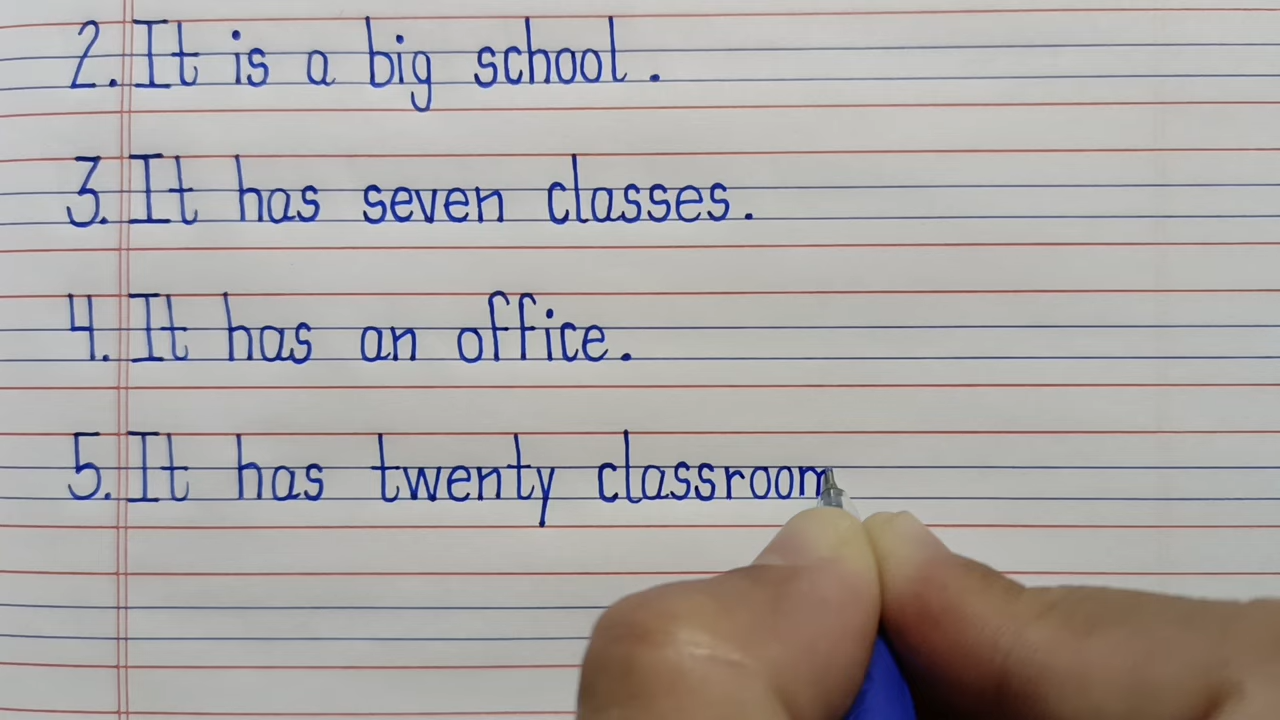 2. It is a big school.
3. It has seven classes.
4. It has an office.
5. It has twenty classroom